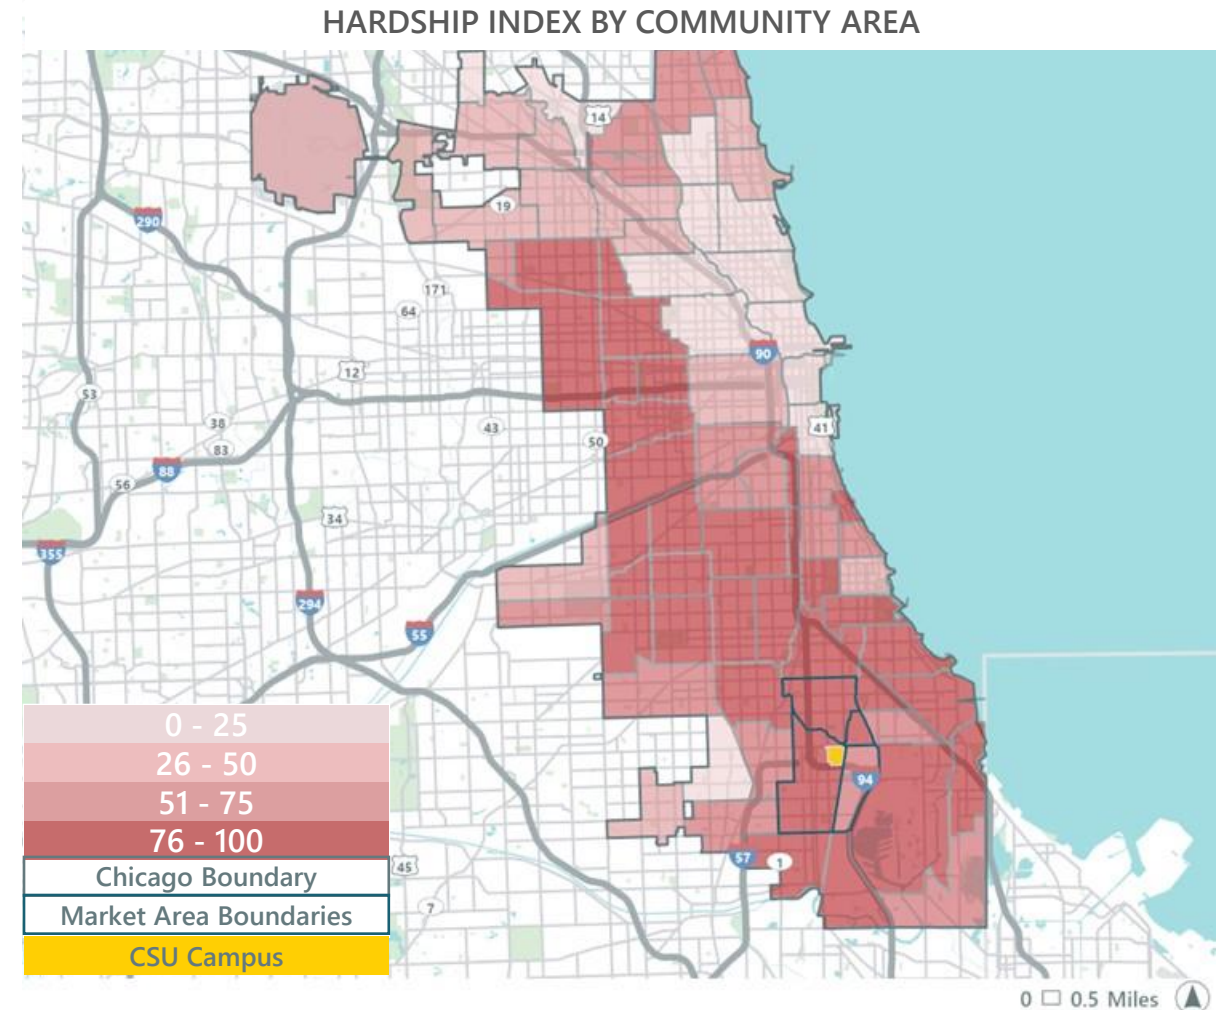 HARDSHIP INDEX BY COMMUNITY AREA
14
290
19
171
64
90
12
53
38
43
41
83
50
88
56
34
355
294
55
94
57
1
45
7
0 - 25
26 - 50
51 - 75
76 - 100
Chicago Boundary
Market Area Boundaries
CSU Campus
0 0.5 Miles